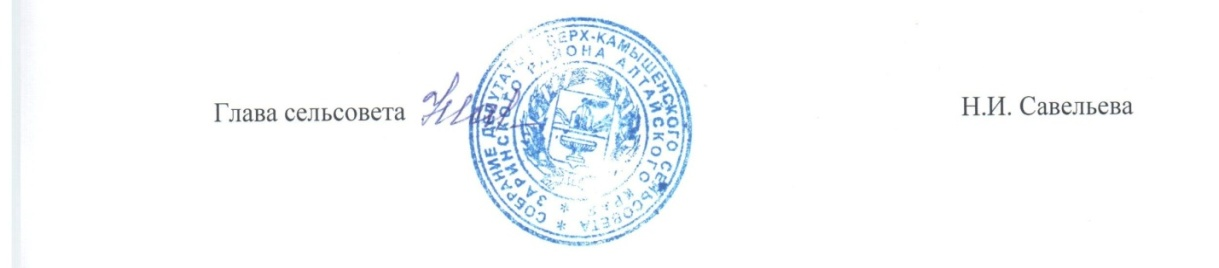 Глава сельсовета Н.И. Савельева
СОБРАНИЕ ДЕПУТАТОВ ВЕРХ-КАМЫШЕНСКОГО СЕЛЬСОВЕТА
ЗАРИНСКОГО РАЙОНА АЛТАЙСКОГО КРАЯ